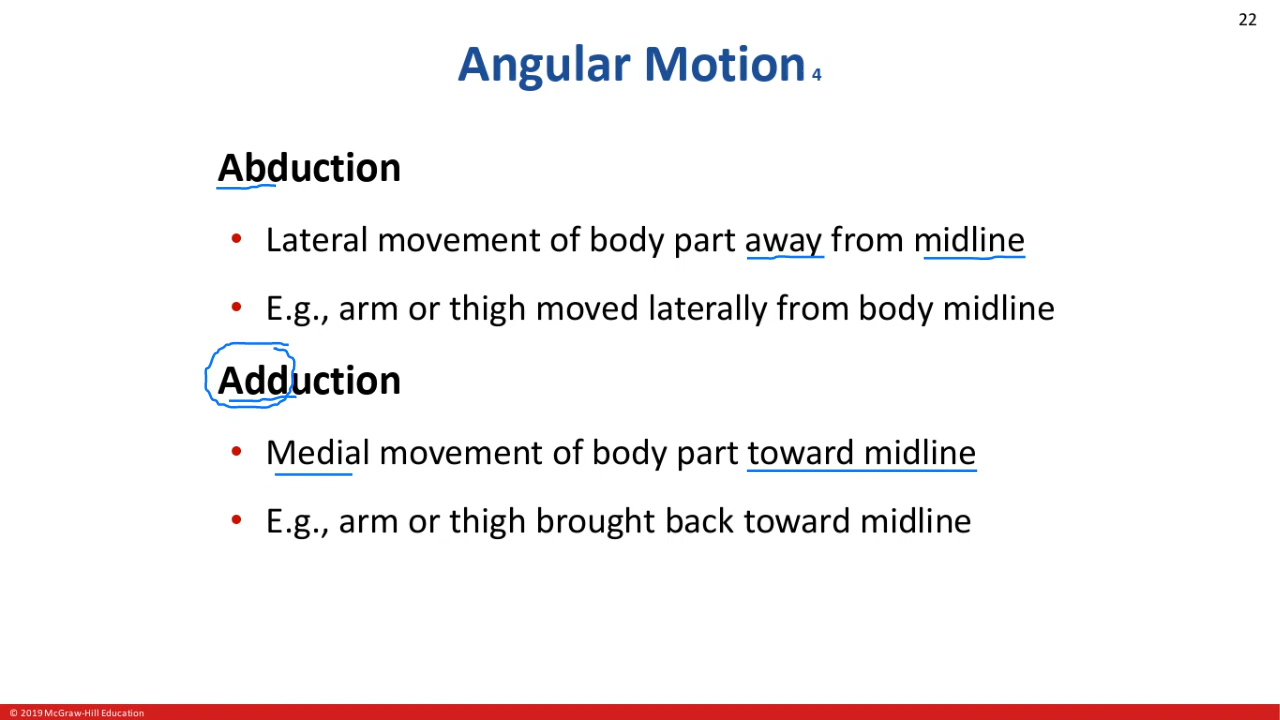 22
Angular Motion 4
Abduction
• Lateral movement of body part away from midline
• E.g., arm or thigh moved laterally from body midline
Adduction
• Medial movement of body part toward midline
• E.g., arm or thigh brought back toward midline
© 2019 McGraw-Hill Education